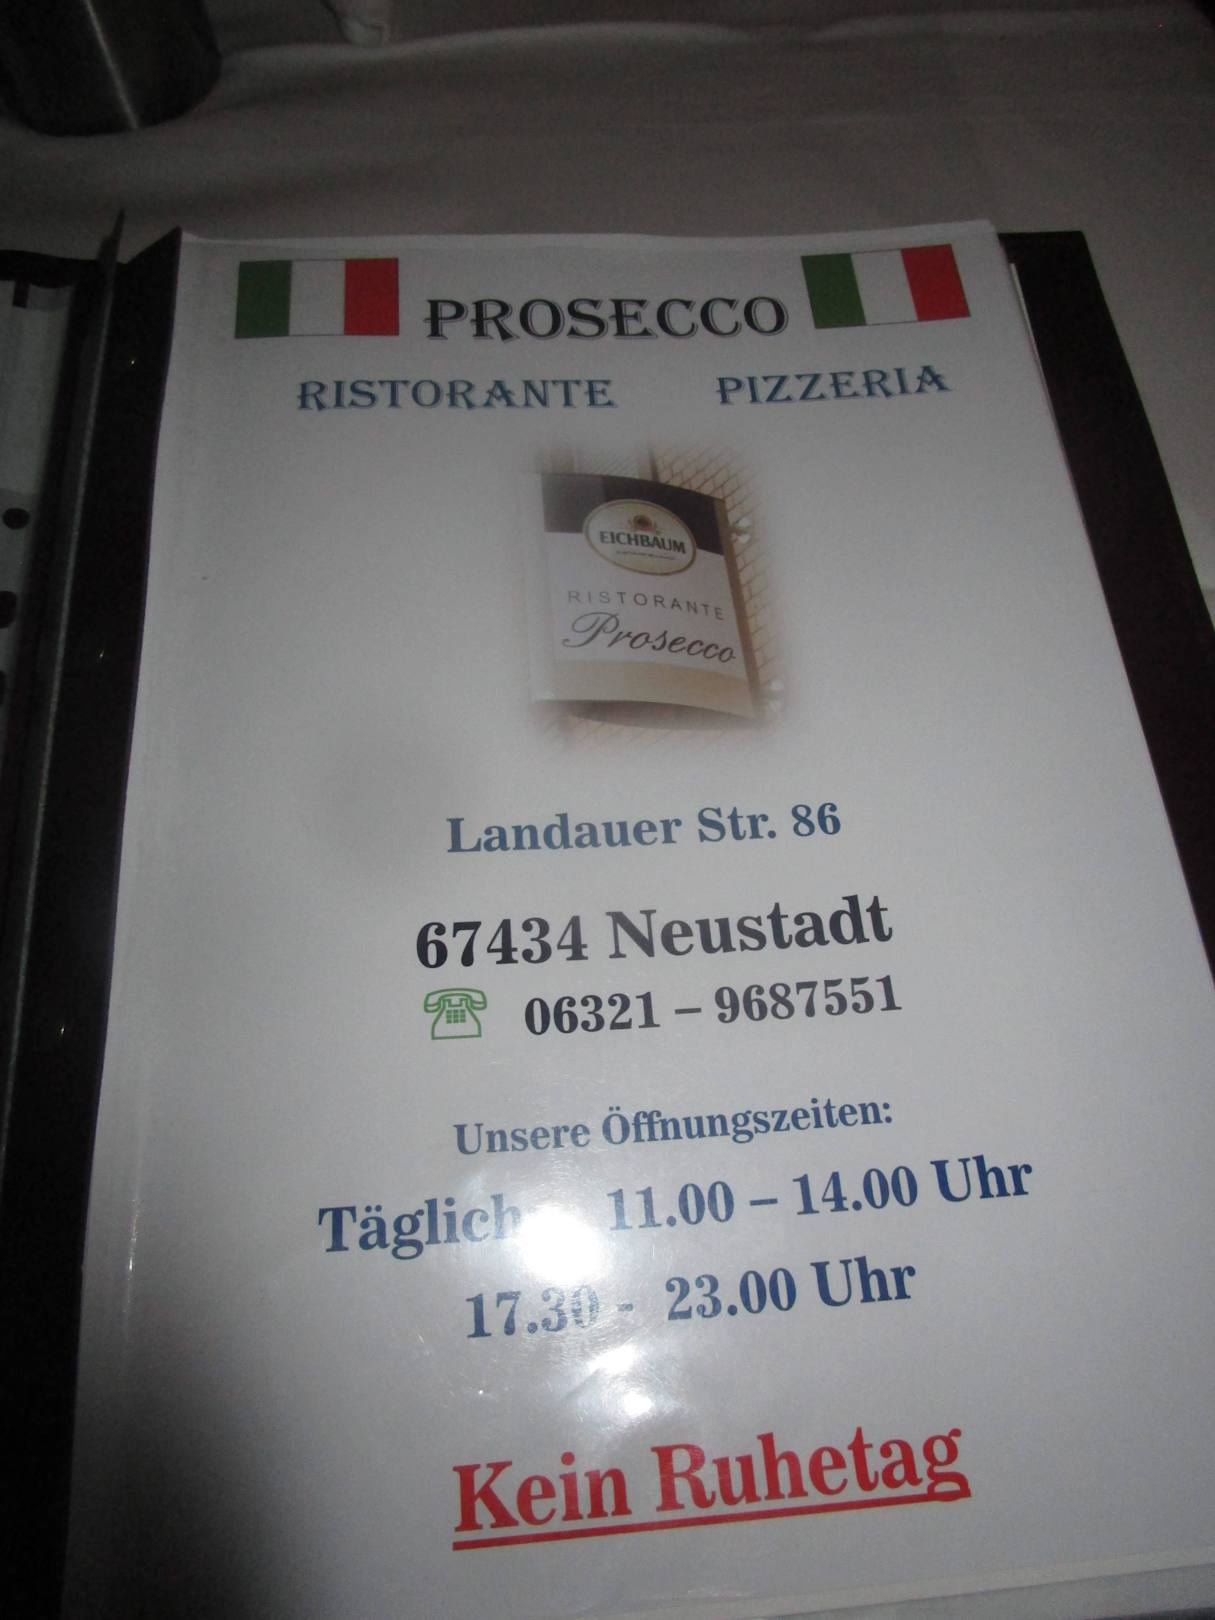 PROSECCO
RISTORANTE PIZZERIA
EICHBAUM
RISTORANTE
Prosecco
Landauer Str. 86
67434 Neustadt
06321 – 9687551
Unsere Öffnungszeiten:
Täglich 11.00 – 14.00 Uhr
17.30 - 23.00 Uhr
Kein Ruhetag